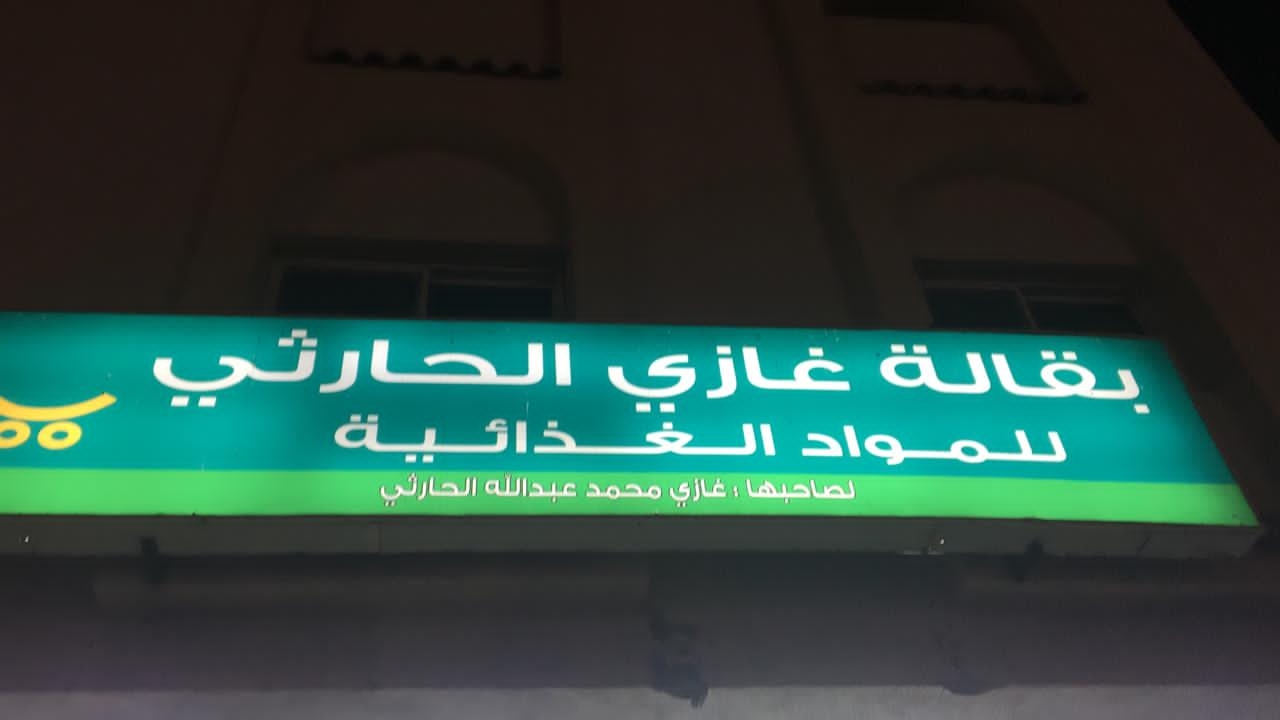 بقالة غازي الحارثي
للمواد الغذائية
لصاحبها : غازي محمد عبدالله الحارثي